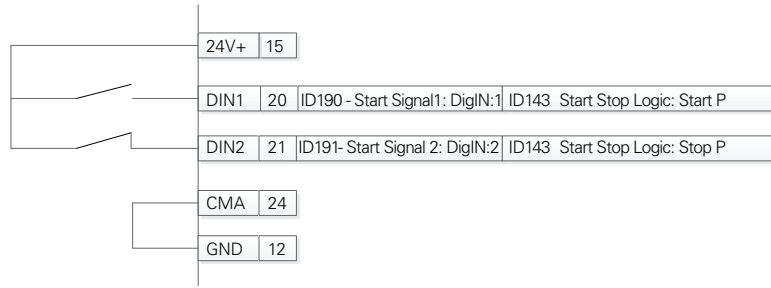 24V+ 15
DIN1 20 ID190 - Start Signal1: DigIN:1 ID143 Start Stop Logic: Start P
DIN2 21 ID191- Start Signal 2: DigIN:2 ID143 Start Stop Logic: Stop P
CMA 24
GND 12